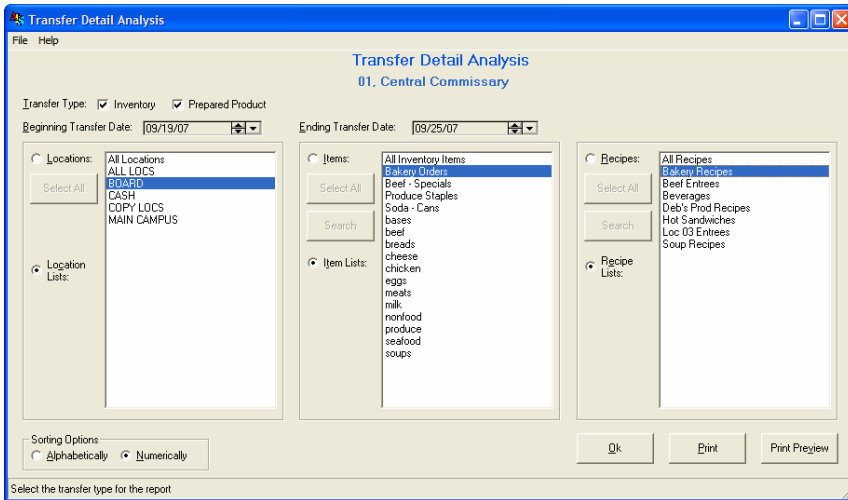 Transfer Detail Analysis
File Help
Transfer Detail Analysis
01, Central Commissary
Transfer Type: Inventory Prepared Product
Beginning Transfer Date: 09/19/07 Ending Transfer Date: 09/25/07
Locations:
Select All
Location
Lists:
All Locations
ALL LOCS
BOARD
CASH
COPY LOCS
MAIN CAMPUS
Items:
Select All
Search
Item Lists:
All Inventory Items
Bakery Orders
Beef - Specials
Produce Staples
Soda - Cans
bases
beef
breads
cheese
chicken
eggs
meats
milk
nonfood
produce
seafood
soups
Recipes:
Select All
Search
Recipe
Lists:
All Recipes
Bakery Recipes
Beef Entrees
Beverages
Deb's Prod Recipes
Hot Sandwiches
Loc 03 Entrees
Soup Recipes
Sorting Options
Alphabetically Numerically
Ok Print Print Preview
Select the transfer type for the report